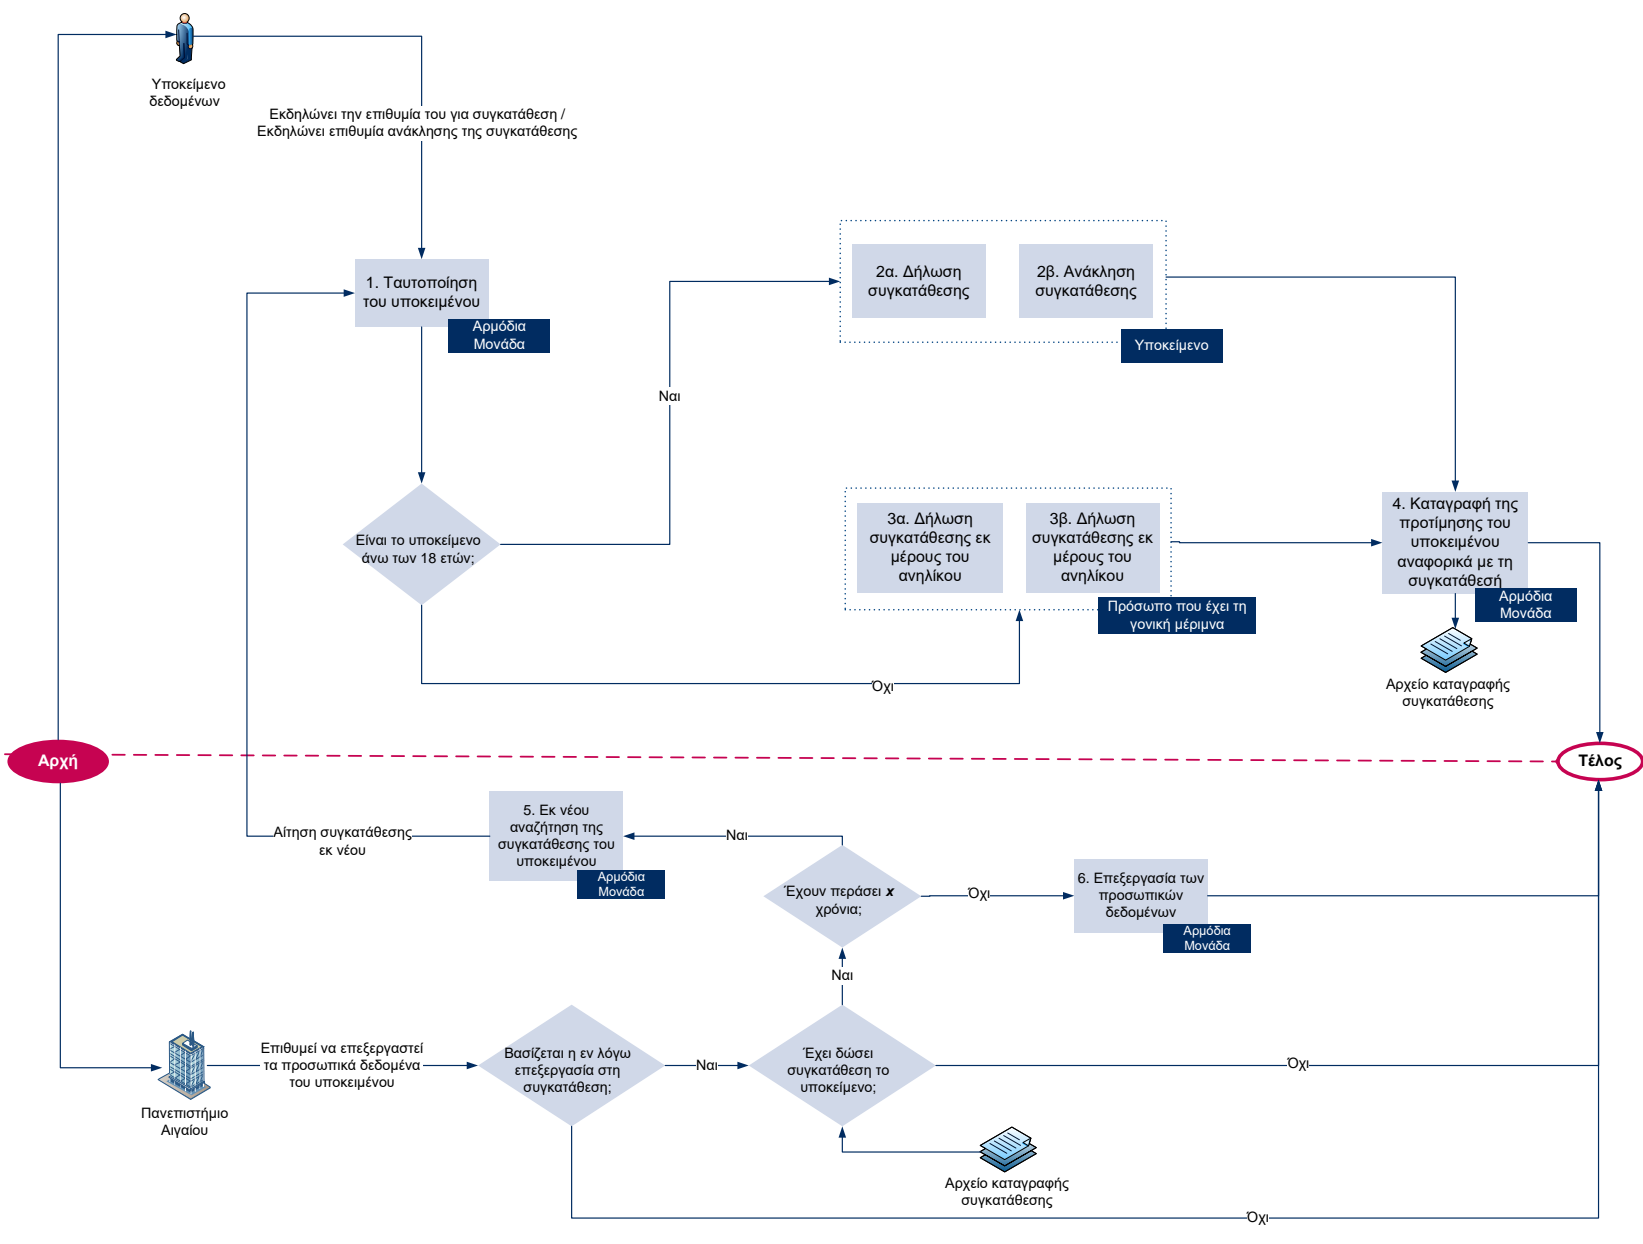 Υποκείμενο
δεδομένων
Εκδηλώνει την επιθυμία του για συγκατάθεση /
Εκδηλώνει επιθυμία ανάκλησης της συγκατάθεσης
1. Ταυτοποίηση
του υποκειμένου
Αρμόδια
Μονάδα
2α. Δήλωση
συγκατάθεσης
2β. Ανάκληση
συγκατάθεσης
Υποκείμενο
Ναι
Είναι το υποκείμενο
άνω των 18 ετών;
3α. Δήλωση
συγκατάθεσης εκ
μέρους του
ανηλίκου
3β. Δήλωση
συγκατάθεσης εκ
μέρους του
ανηλίκου
Πρόσωπο που έχει τη
γονική μέριμνα
4. Καταγραφή της
προτίμησης του
υποκειμένου
αναφορικά με τη
συγκατάθεσή
Αρμόδια
Μονάδα
Αρχείο καταγραφής
συγκατάθεσης
Όχι
Αρχή
Τέλος
5. Εκ νέου
αναζήτηση της
συγκατάθεσης του
υποκειμένου
Αρμόδια
Μονάδα
Αίτηση συγκατάθεσης
εκ νέου
Ναι
Έχουν περάσει x
χρόνια;
Όχι
6. Επεξεργασία των
προσωπικών
δεδομένων
Αρμόδια
Μονάδα
Ναι
Πανεπιστήμιο
Αιγαίου
Επιθυμεί να επεξεργαστεί
τα προσωπικά δεδομένα
του υποκειμένου
Βασίζεται η εν λόγω
επεξεργασία στη
συγκατάθεση;
Ναι
Έχει δώσει
συγκατάθεση το
υποκείμενο;
Όχι
Αρχείο καταγραφής
συγκατάθεσης
Όχι